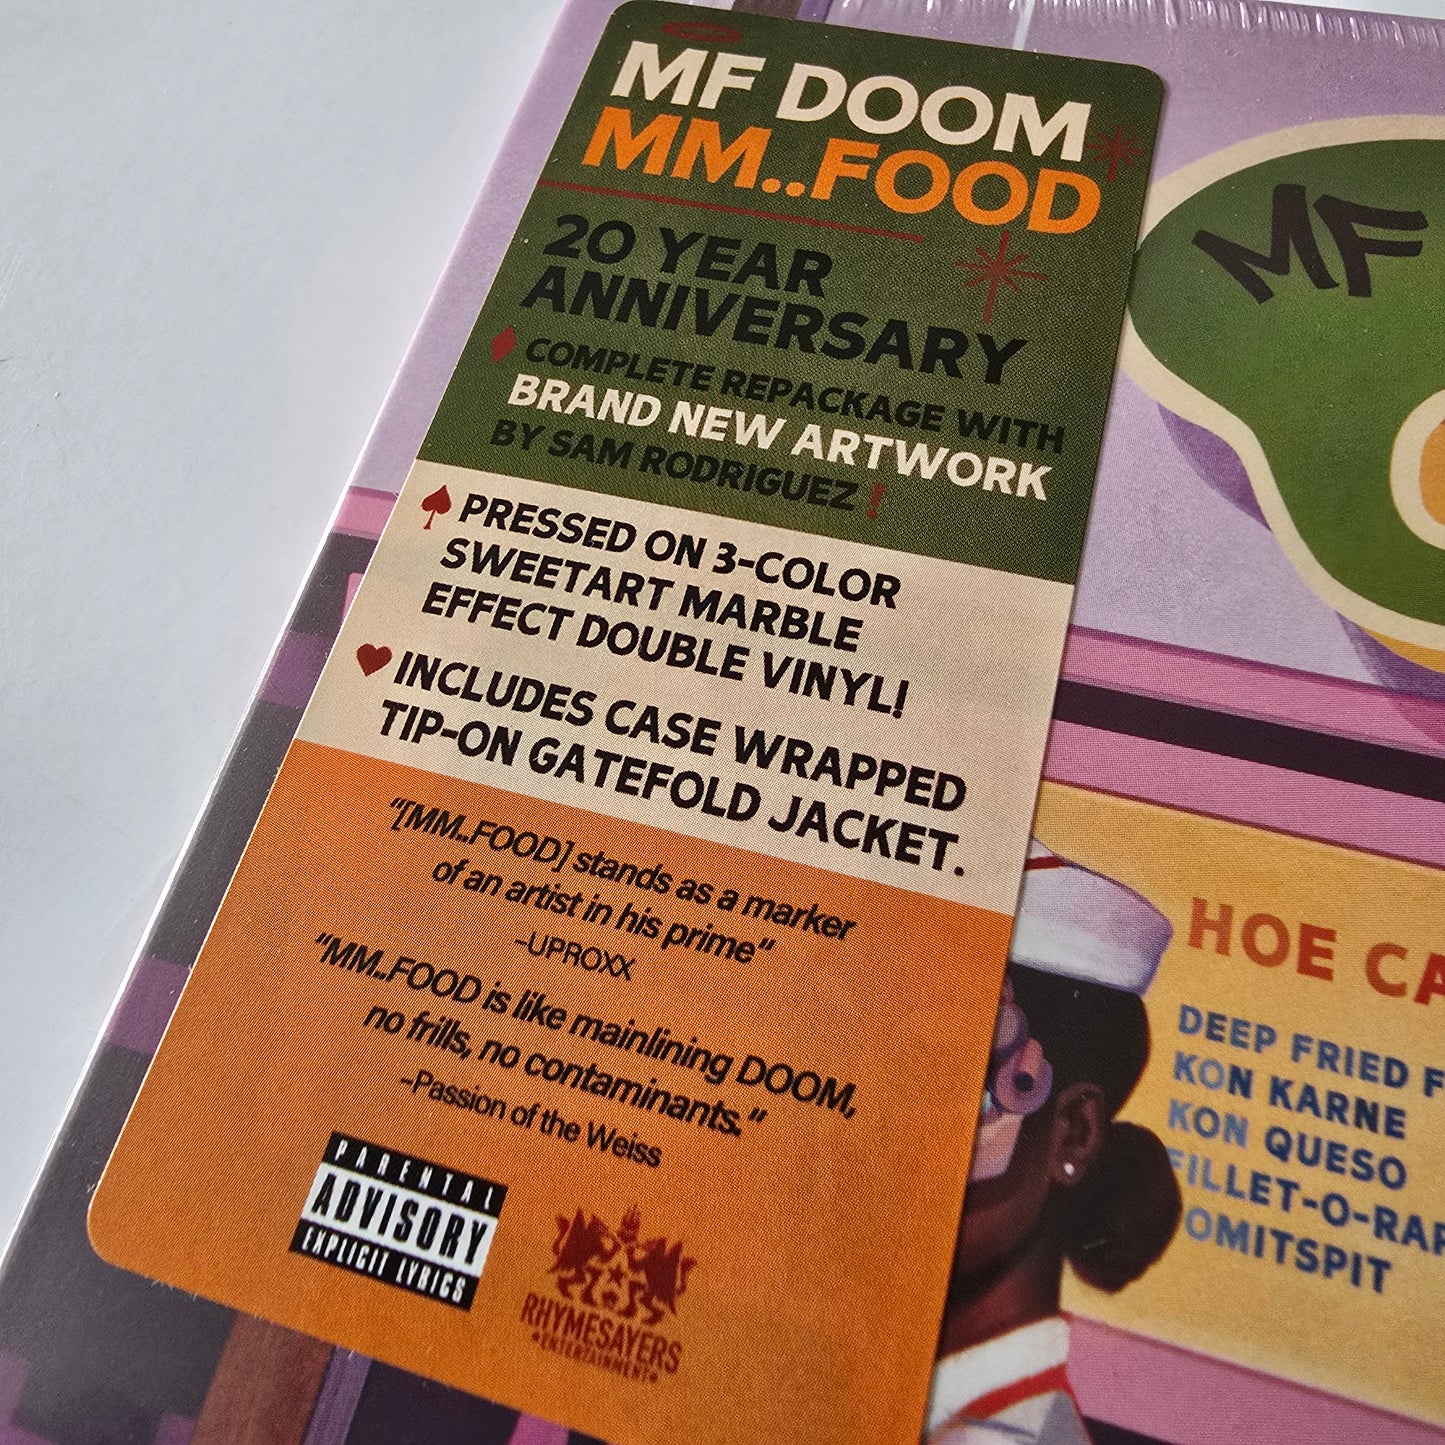 MF DOOM
MM..FOOD
20 YEAR
ANNIVERSARY
COMPLETE REPACKAGE WITH
BRAND NEW ARTWORK
BY SAM RODRIGUEZ !
PRESSED ON 3-COLOR
SWEETART MARBLE
EFFECT DOUBLE VINYL!
INCLUDES CASE WRAPPED
TIP-ON GATEFOLD JACKET.
"[MM..FOOD] stands as a marker
of an artist in his prime"
-UPROXX
"MM..FOOD is like mainlining DOOM,
no frills, no contaminants."
-Passion of the Weiss
PARENTAL
ADVISORY
EXPLICIT LYRICS
RHYMESAYERS
ENTERTAINMENT
MF
HOE CA
DEEP FRIED F
KON KARNE
KON QUESO
FILLET-O-RAP
OMITSPIT